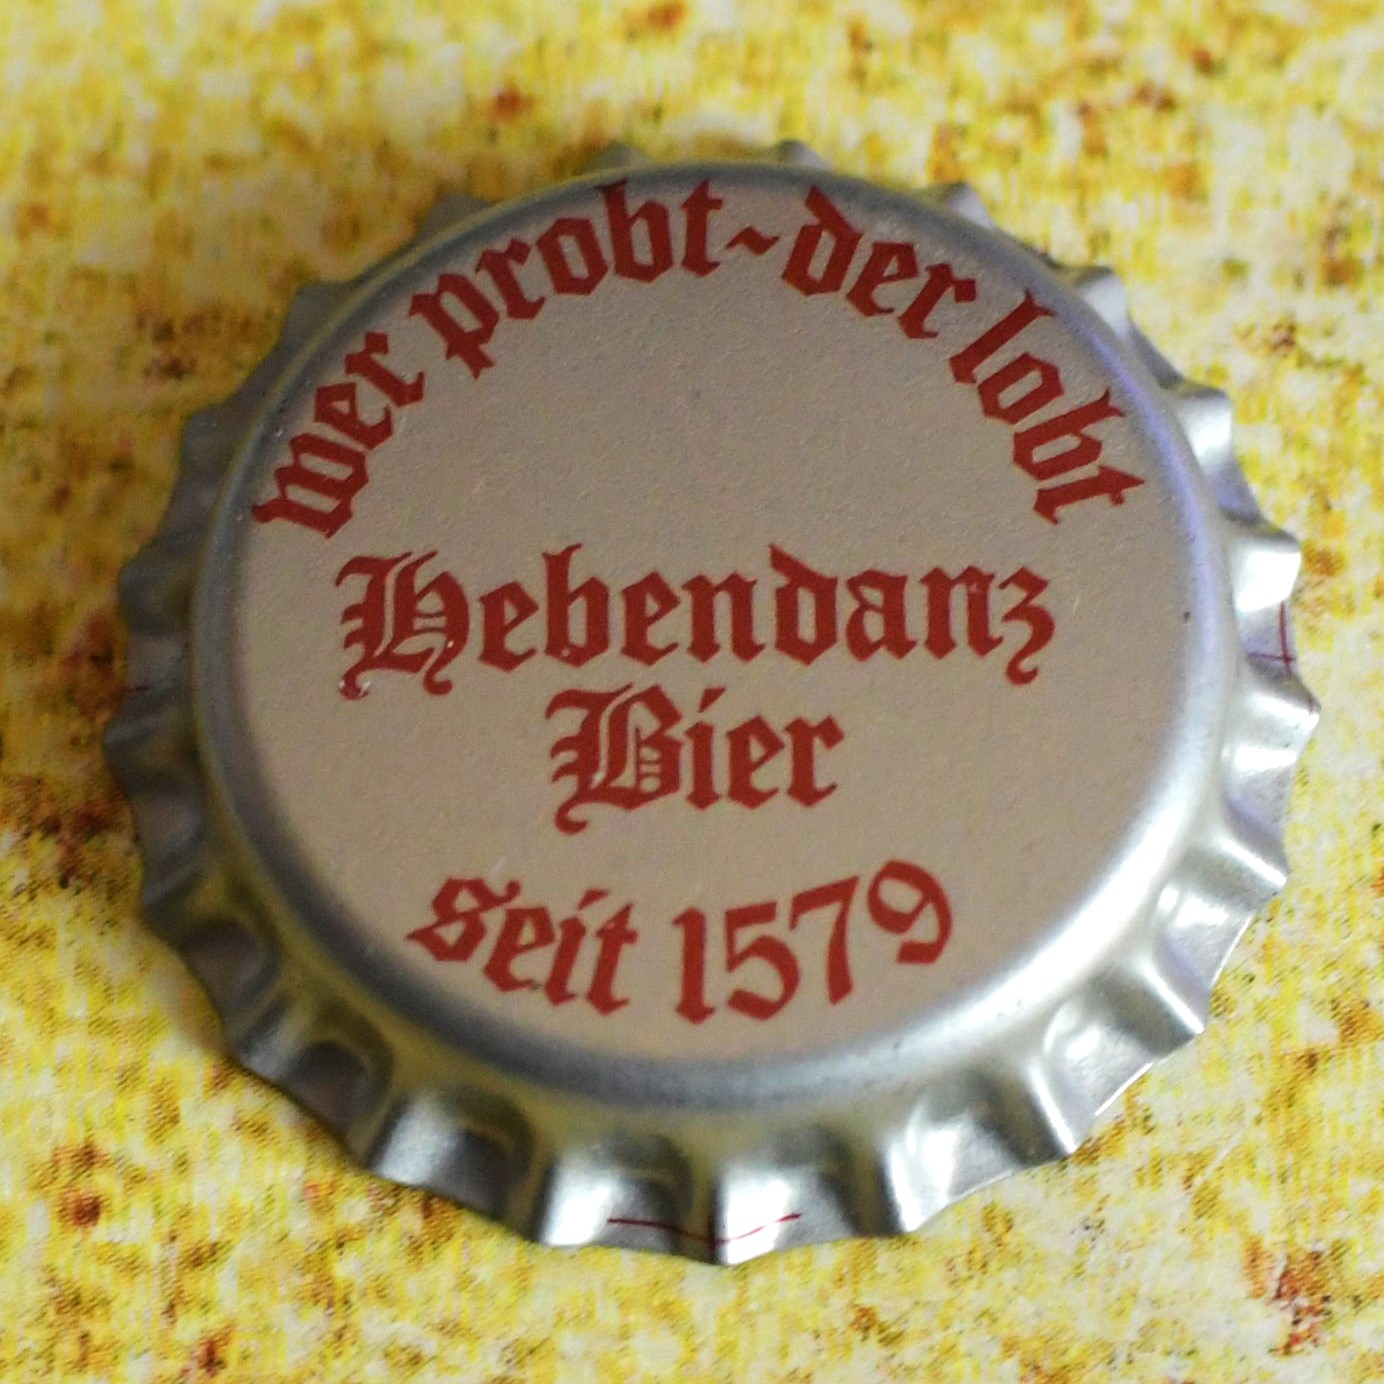 wer probt~der lobt
Hebendanz
Bier
seit 1579